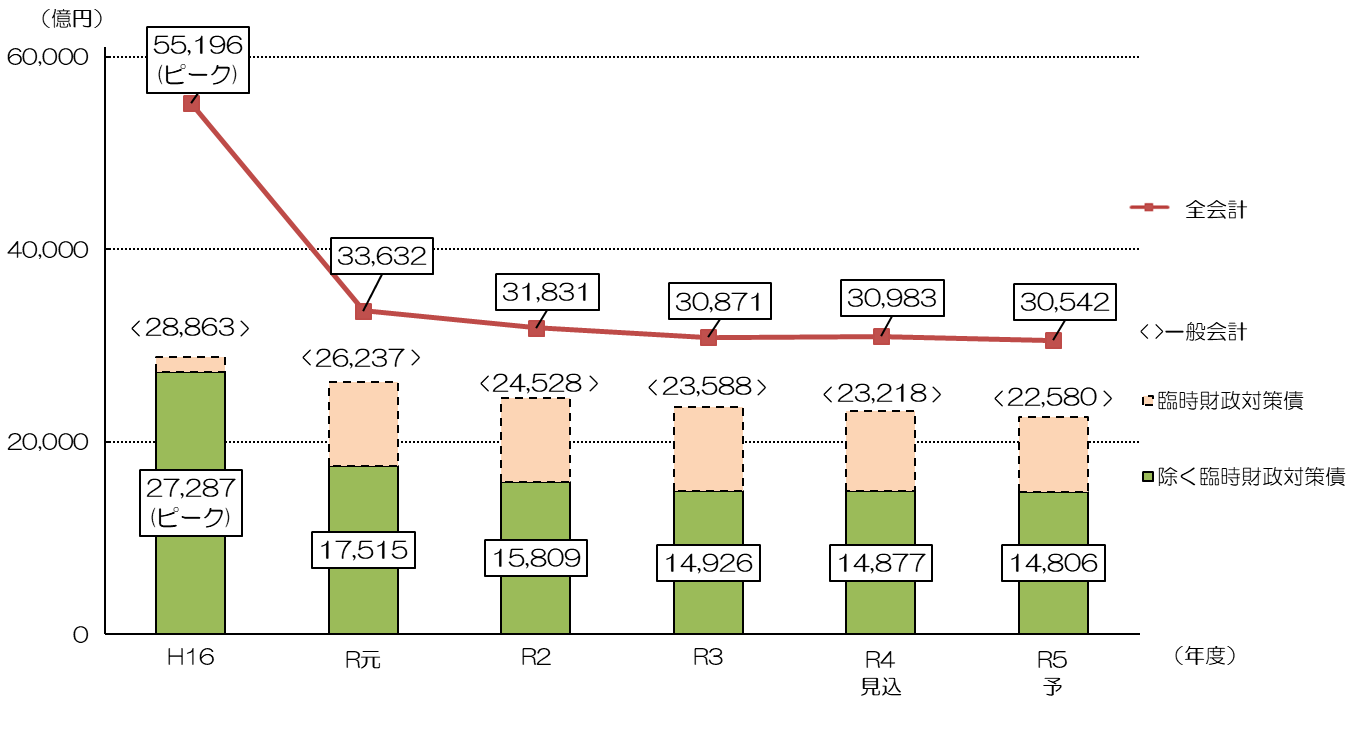 （億円）
60,000
40,000
20,000
0
55,196
(ピーク)
33,632
31,831
30,871
30,983
30,542
<28,863>
<26,237>
<24,528>
<23,588>
<23,218>
<22,580>
27,287
(ピーク)
17,515
15,809
14,926
14,877
14,806
H16
R元
R2
R3
R4
見込
R5
予
（年度）
全会計
<>一般会計
臨時財政対策債
除く臨時財政対策債